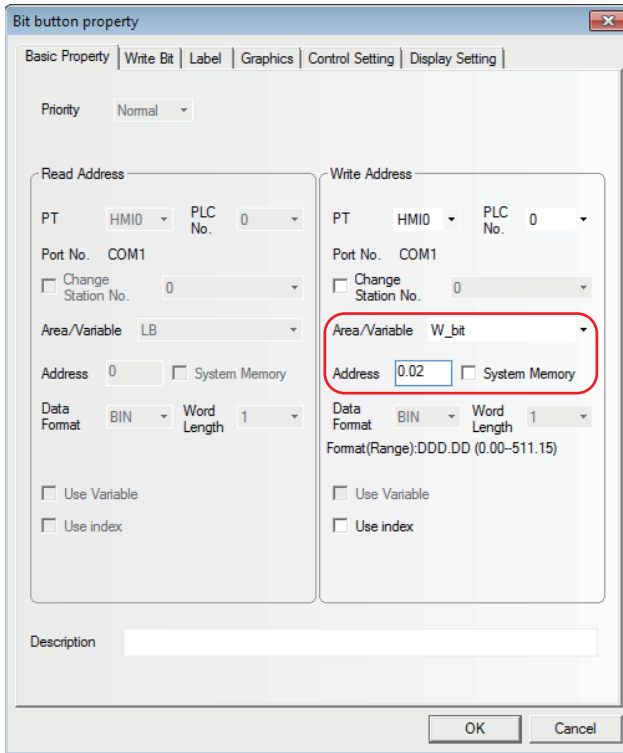 Bit button property
Basic Property Write Bit Label Graphics Control Setting Display Setting
Priority Normal
Read Address
PT HMI0 PLC No. 0
Port No. COM1
Change Station No. 0
Area/Variable LB
Address 0 System Memory
Data Format BIN Word Length 1
Use Variable
Use index
Write Address
PT HMI0 PLC No. 0
Port No. COM1
Change Station No. 0
Area/Variable W_bit
Address 0.02 System Memory
Data Format BIN Word Length 1
Format(Range):DDD.DD (0.00--511.15)
Use Variable
Use index
Description
OK Cancel